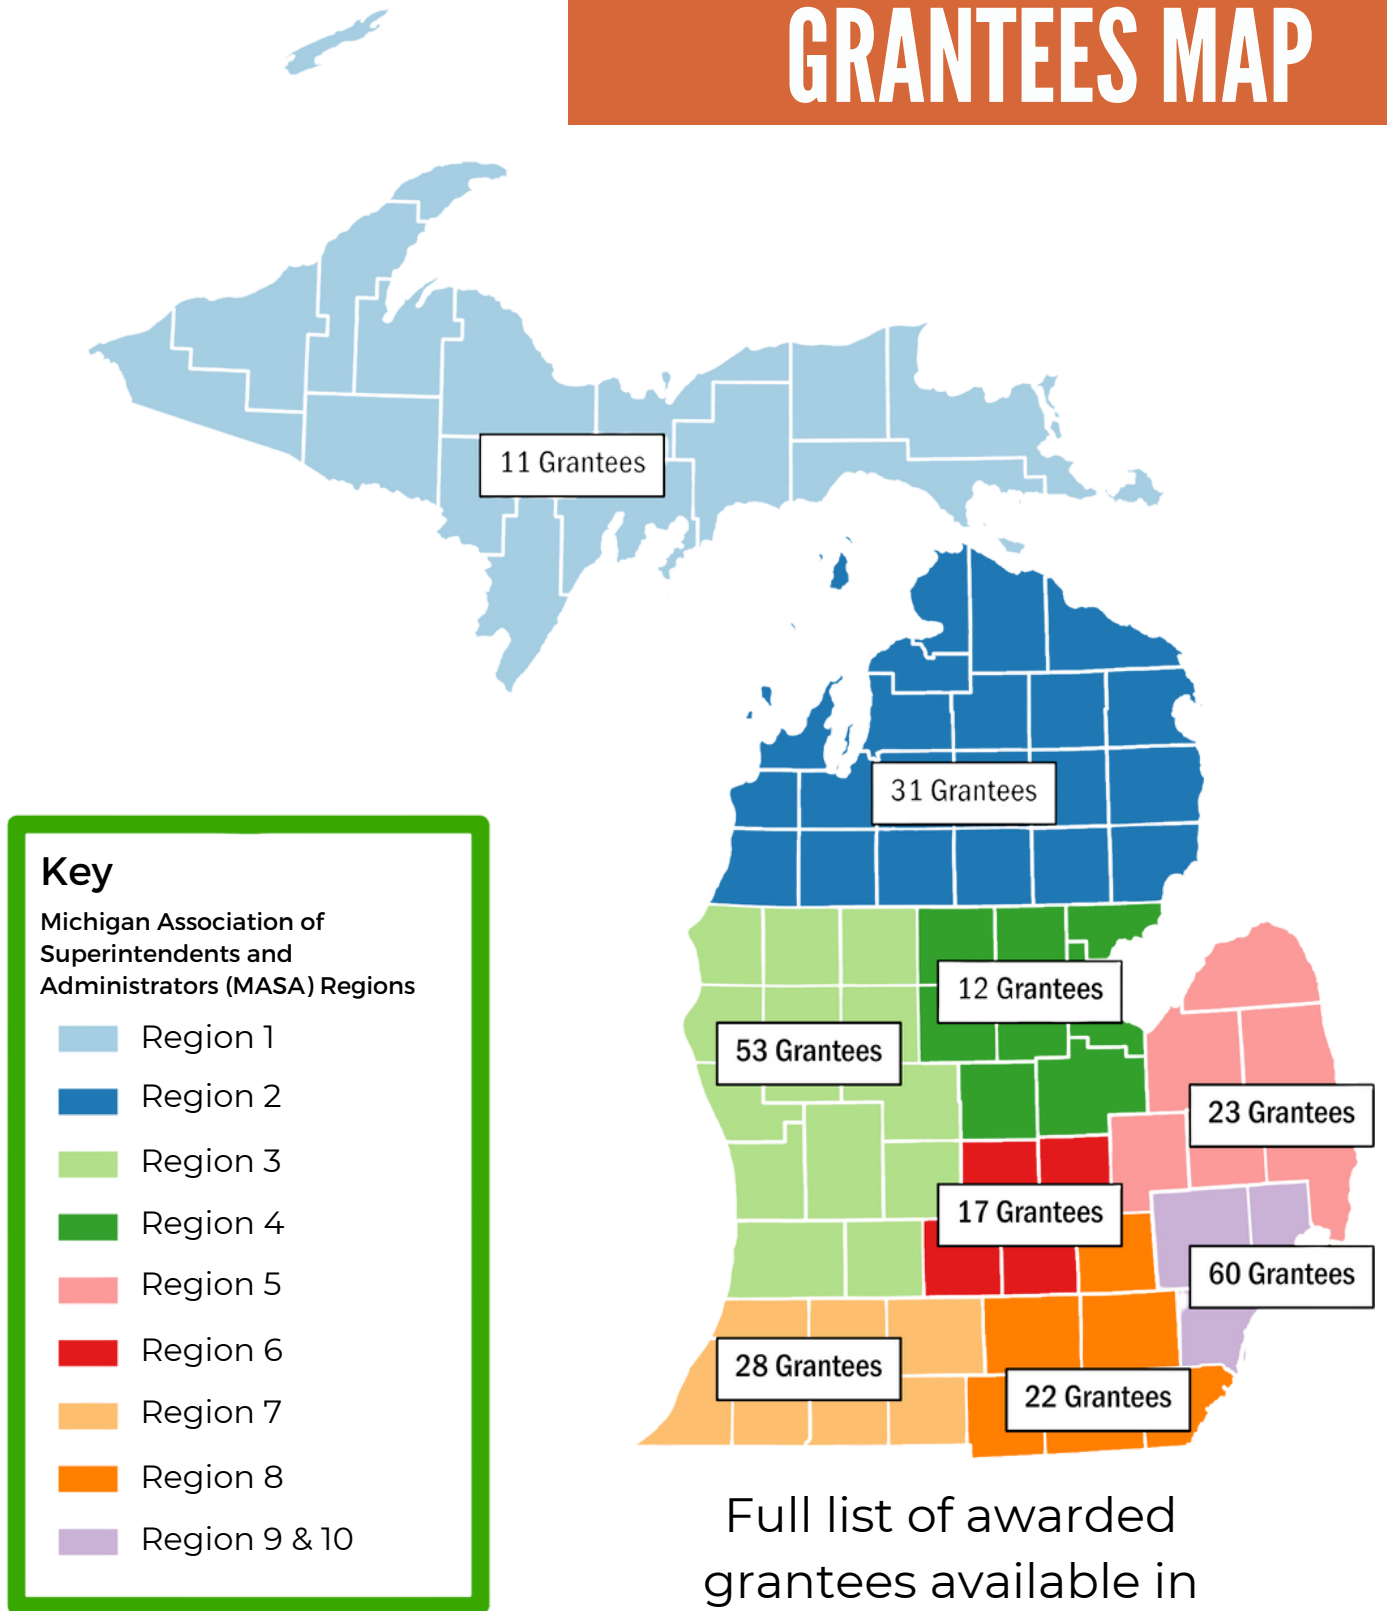 GRANTEES MAP
11 Grantees
31 Grantees
12 Grantees
53 Grantees
23 Grantees
17 Grantees
60 Grantees
28 Grantees
22 Grantees
Key
Michigan Association of
Superintendents and
Administrators (MASA) Regions
Region 1
Region 2
Region 3
Region 4
Region 5
Region 6
Region 7
Region 8
Region 9 & 10
Full list of awarded
grantees available in